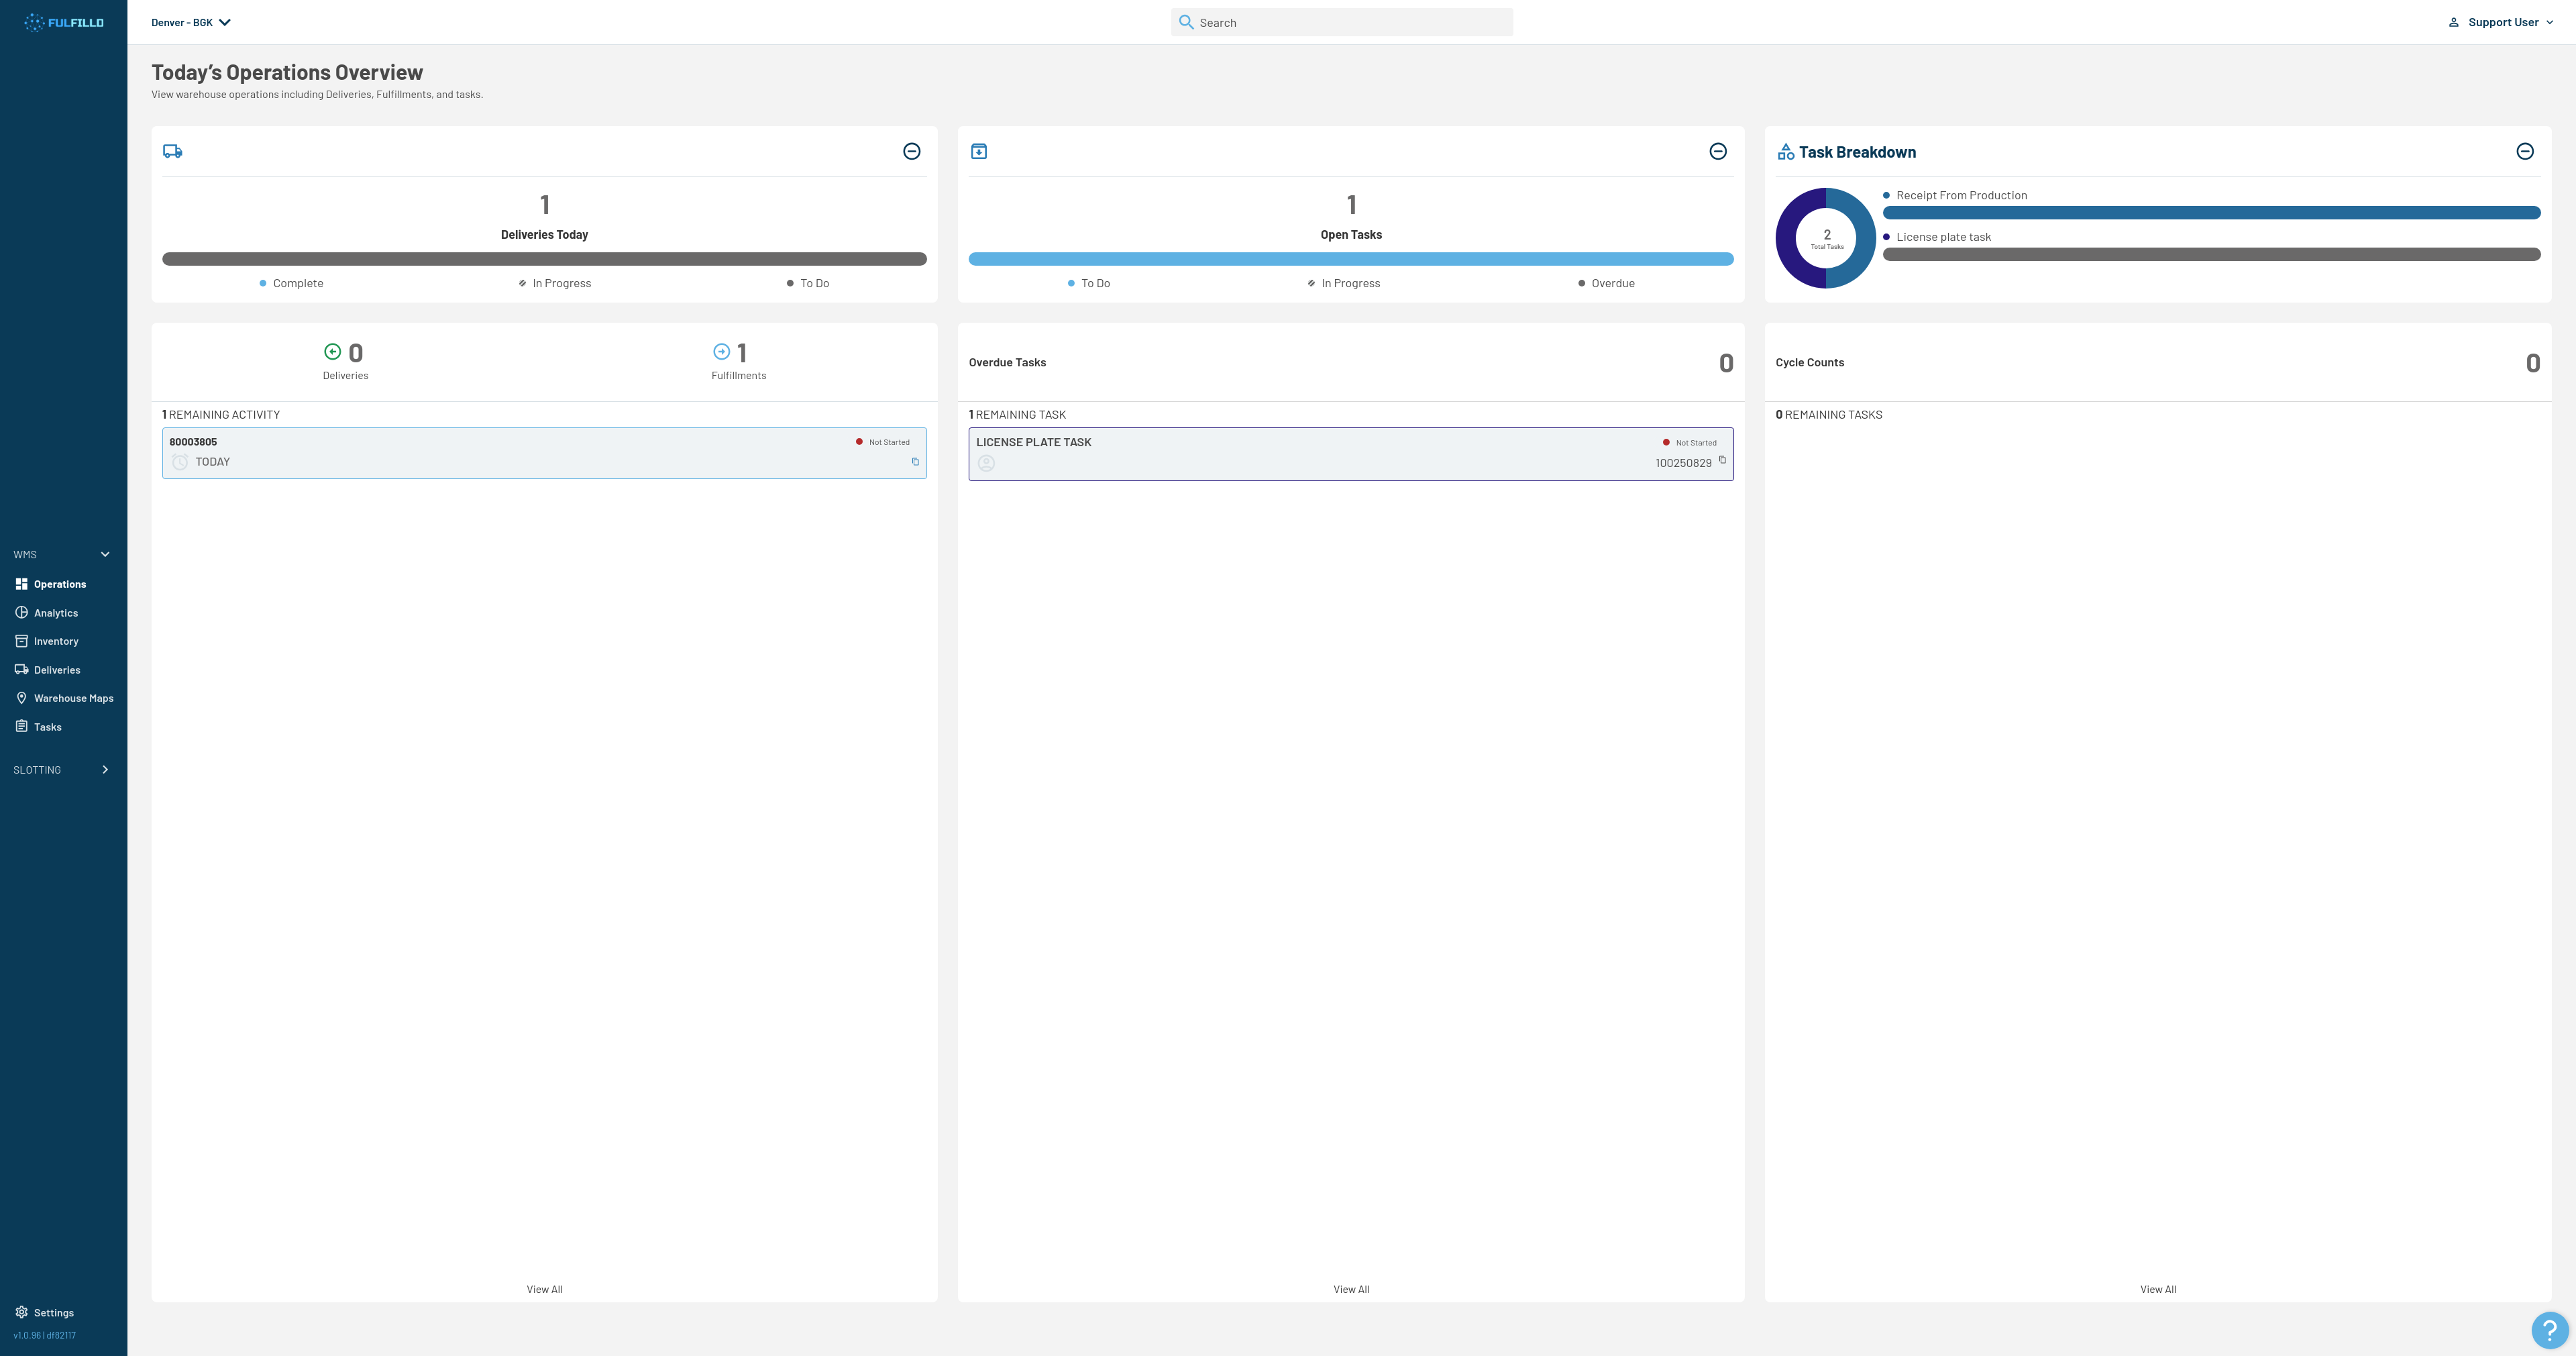 FULFILLD
Denver - BGK
Search
Support User
Today's Operations Overview
View warehouse operations including Deliveries, Fulfillments, and tasks.
1
Deliveries Today
Complete
In Progress
To Do
1
Open Tasks
To Do
In Progress
Overdue
Task Breakdown
2
Total Tasks
Receipt From Production
License plate task
0
Deliveries
1
Fulfillments
1 REMAINING ACTIVITY
80003805
Not Started
TODAY
View All
Overdue Tasks
0
1 REMAINING TASK
LICENSE PLATE TASK
Not Started
100250829
View All
Cycle Counts
0
0 REMAINING TASKS
View All
WMS
Operations
Analytics
Inventory
Deliveries
Warehouse Maps
Tasks
SLOTTING
Settings
v1.0.96 | df82117
?